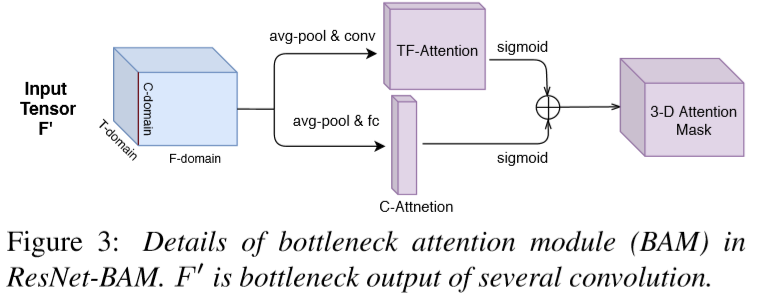 Input
Tensor
F'
C-domain
T-domain
F-domain
avg-pool & conv
avg-pool & fc
TF-Attention
C-Attnetion
sigmoid
sigmoid
3-D Attention
Mask
Figure 3: Details of bottleneck attention module (BAM) in
ResNet-BAM. F′ is bottleneck output of several convolution.